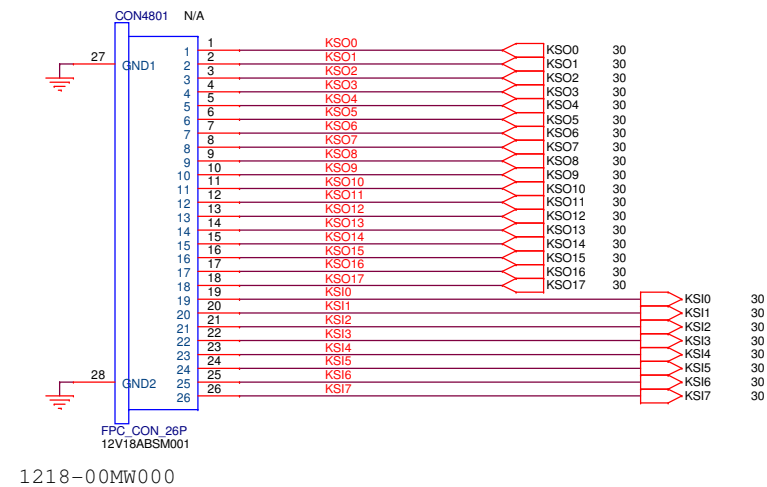 CON4801 N/A
1 KSO0
1 KSO0 30
27 GND1 2 KSO1
2 KSO1 30
3 KSO2
3 KSO2 30
4 KSO3
4 KSO3 30
5 KSO4
5 KSO4 30
6 KSO5
6 KSO5 30
7 KSO6
7 KSO6 30
8 KSO7
8 KSO7 30
9 KSO8
9 KSO8 30
10 KSO9
10 KSO9 30
11 KSO10
11 KSO10 30
12 KSO11
12 KSO11 30
13 KSO12
13 KSO12 30
14 KSO13
14 KSO13 30
15 KSO14
15 KSO14 30
16 KSO15
16 KSO15 30
17 KSO16
17 KSO16 30
18 KSO17
18 KSO17 30
19 KSI0
19 KSI0 30
20 KSI1
20 KSI1 30
21 KSI2
21 KSI2 30
22 KSI3
22 KSI3 30
23 KSI4
23 KSI4 30
24 KSI5
24 KSI5 30
28 GND2 25 KSI6
25 KSI6 30
26 KSI7
26 KSI7 30
FPC_CON_26P
12V18ABSM001
1218-00MW000